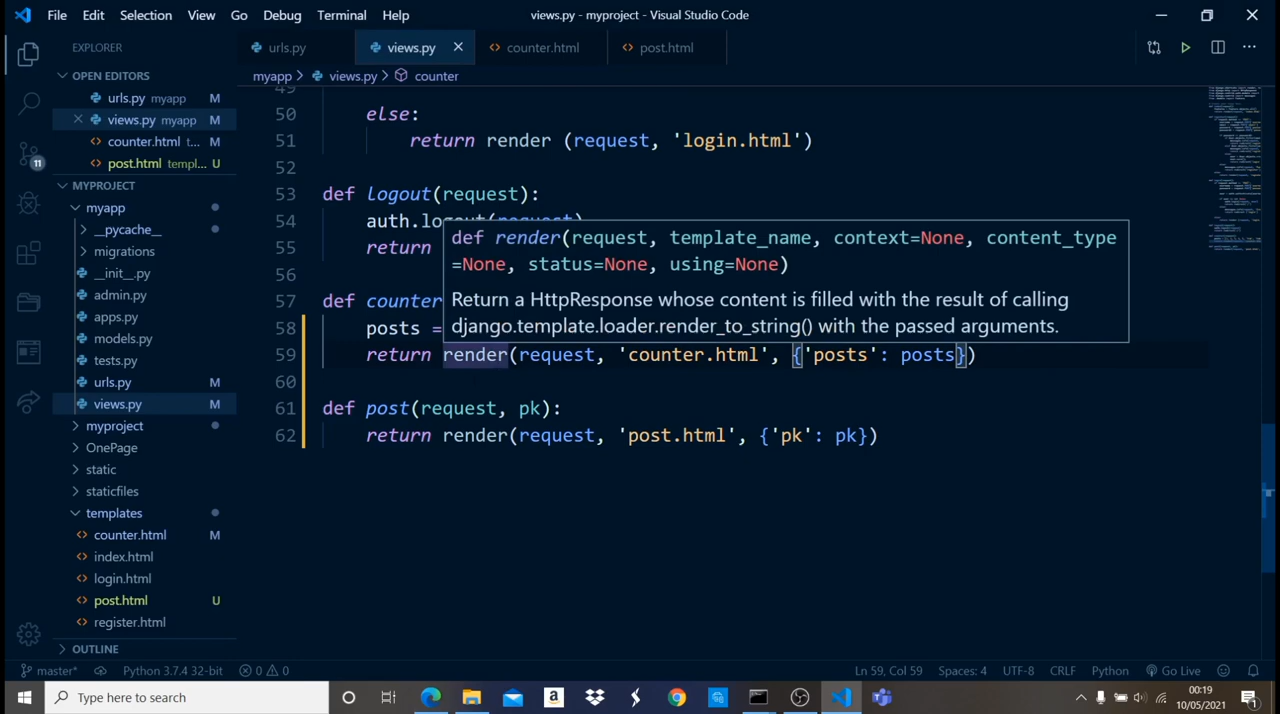 File Edit Selection View Go Debug Terminal Help
views.py - myproject - Visual Studio Code
EXPLORER
urls.py
views.py
counter.html
post.html
OPEN EDITORS
myapp > views.py > counter
urls.py myapp M
views.py myapp M
counter.html t... M
post.html templ... U
11
MYPROJECT
myapp
__pycache__
migrations
__init__.py
admin.py
apps.py
models.py
tests.py
urls.py M
views.py M
myproject
OnePage
static
staticfiles
templates
counter.html M
index.html
login.html
post.html U
register.html
OUTLINE
49
50 else:
51 return render (request, 'login.html')
52
53 def logout(request):
54 auth.logout(request)
55 return
56
57 def counter
58 posts =
59 return render(request, 'counter.html', {'posts': posts})
60
61 def post(request, pk):
62 return render(request, 'post.html', {'pk': pk})
def render(request, template_name, context=None, content_type
=None, status=None, using=None)
Return a HttpResponse whose content is filled with the result of calling
django.template.loader.render_to_string() with the passed arguments.
master* Python 3.7.4 32-bit 0 0 Ln 59, Col 59 Spaces: 4 UTF-8 CRLF Python Go Live
Type here to search
00:19
10/05/2021
1